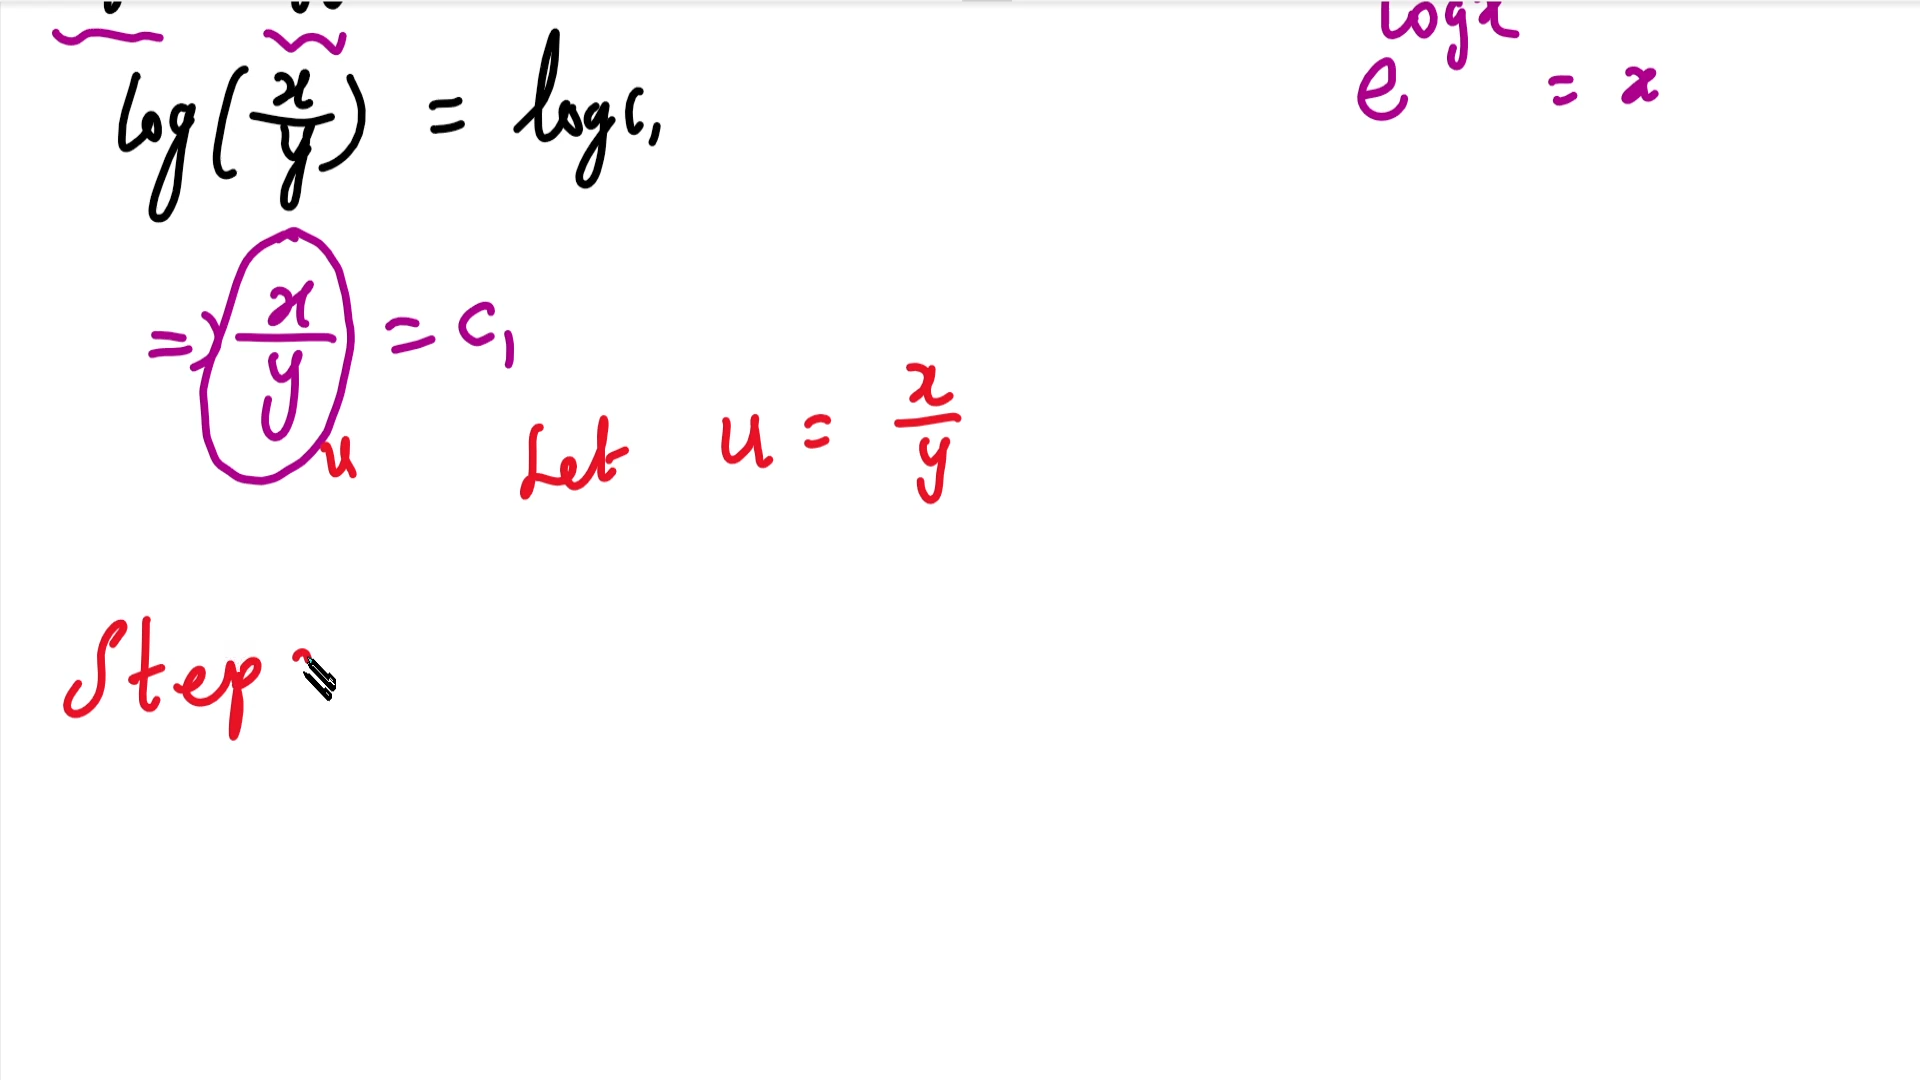 log(x/y) = log c₁
e^{log x} = x
⇒ x/y = c₁
u
Let u = x/y
Step